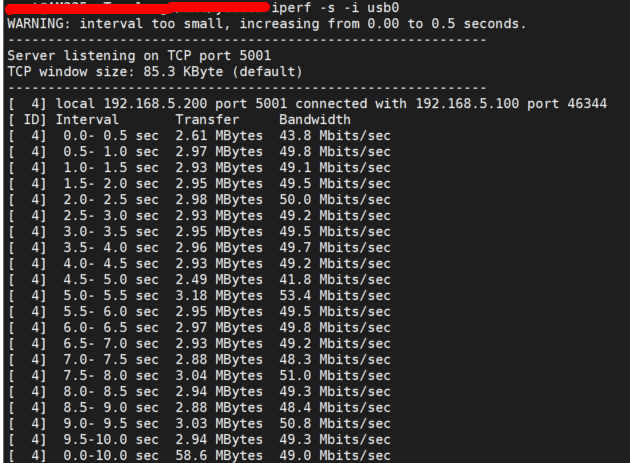 iperf -s -i usb0
WARNING: interval too small, increasing from 0.00 to 0.5 seconds.
------------------------------------------------------------
Server listening on TCP port 5001
TCP window size: 85.3 KByte (default)
------------------------------------------------------------
[  4] local 192.168.5.200 port 5001 connected with 192.168.5.100 port 46344
[ ID] Interval       Transfer     Bandwidth
[  4]  0.0- 0.5 sec  2.61 MBytes  43.8 Mbits/sec
[  4]  0.5- 1.0 sec  2.97 MBytes  49.8 Mbits/sec
[  4]  1.0- 1.5 sec  2.93 MBytes  49.1 Mbits/sec
[  4]  1.5- 2.0 sec  2.95 MBytes  49.5 Mbits/sec
[  4]  2.0- 2.5 sec  2.98 MBytes  50.0 Mbits/sec
[  4]  2.5- 3.0 sec  2.93 MBytes  49.2 Mbits/sec
[  4]  3.0- 3.5 sec  2.95 MBytes  49.5 Mbits/sec
[  4]  3.5- 4.0 sec  2.96 MBytes  49.7 Mbits/sec
[  4]  4.0- 4.5 sec  2.93 MBytes  49.2 Mbits/sec
[  4]  4.5- 5.0 sec  2.49 MBytes  41.8 Mbits/sec
[  4]  5.0- 5.5 sec  3.18 MBytes  53.4 Mbits/sec
[  4]  5.5- 6.0 sec  2.95 MBytes  49.5 Mbits/sec
[  4]  6.0- 6.5 sec  2.97 MBytes  49.8 Mbits/sec
[  4]  6.5- 7.0 sec  2.93 MBytes  49.2 Mbits/sec
[  4]  7.0- 7.5 sec  2.88 MBytes  48.3 Mbits/sec
[  4]  7.5- 8.0 sec  3.04 MBytes  51.0 Mbits/sec
[  4]  8.0- 8.5 sec  2.94 MBytes  49.3 Mbits/sec
[  4]  8.5- 9.0 sec  2.88 MBytes  48.4 Mbits/sec
[  4]  9.0- 9.5 sec  3.03 MBytes  50.8 Mbits/sec
[  4]  9.5-10.0 sec  2.94 MBytes  49.3 Mbits/sec
[  4]  0.0-10.0 sec  58.6 MBytes  49.0 Mbits/sec